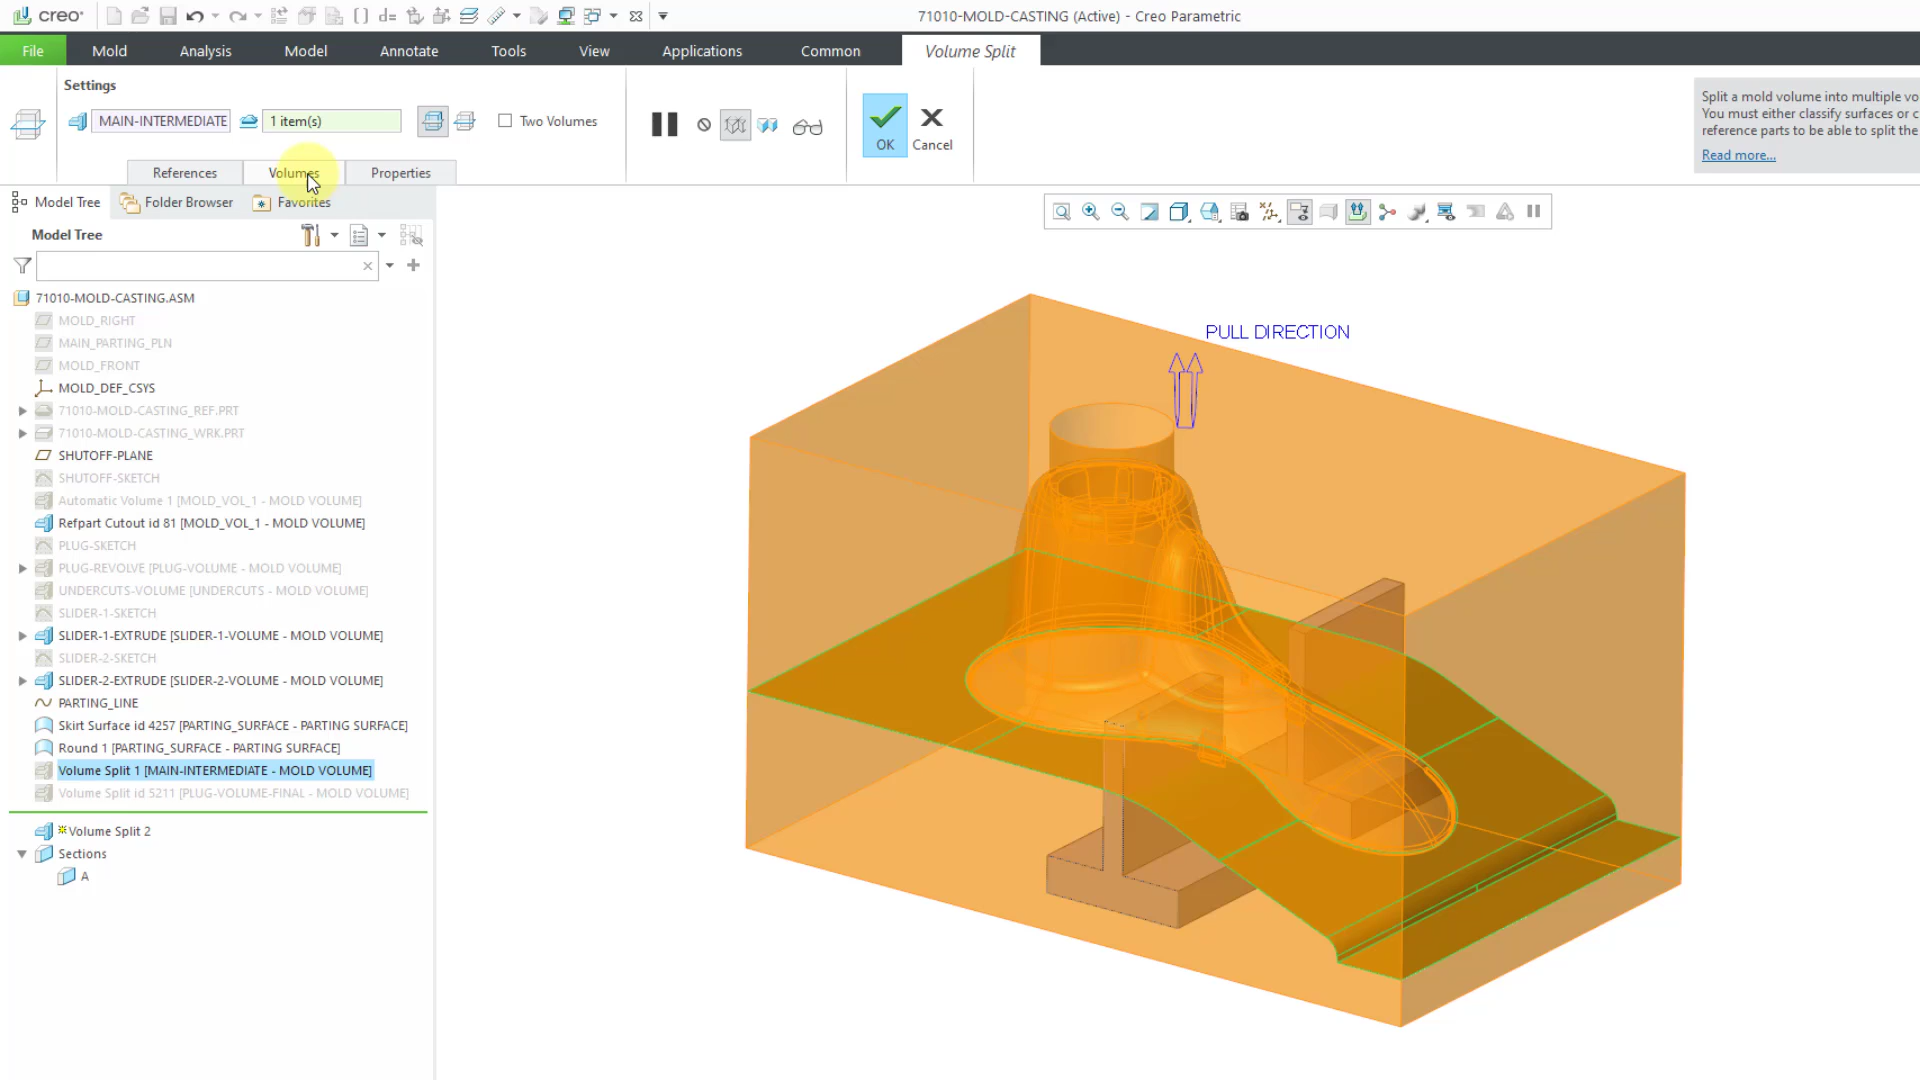 creo°
71010-MOLD-CASTING (Active) - Creo Parametric
File
Mold
Analysis
Model
Annotate
Tools
View
Applications
Common
Volume Split
Settings
MAIN-INTERMEDIATE
1 item(s)
Two Volumes
OK
Cancel
Split a mold volume into multiple vo
You must either classify surfaces or c
reference parts to be able to split the
Read more...
References
Volumes
Properties
Model Tree
Folder Browser
Favorites
Model Tree
71010-MOLD-CASTING.ASM
MOLD_RIGHT
MAIN_PARTING_PLN
MOLD_FRONT
MOLD_DEF_CSYS
71010-MOLD-CASTING_REF.PRT
71010-MOLD-CASTING_WRK.PRT
SHUTOFF-PLANE
SHUTOFF-SKETCH
Automatic Volume 1 [MOLD_VOL_1 - MOLD VOLUME]
Refpart Cutout id 81 [MOLD_VOL_1 - MOLD VOLUME]
PLUG-SKETCH
PLUG-REVOLVE [PLUG-VOLUME - MOLD VOLUME]
UNDERCUTS-VOLUME [UNDERCUTS - MOLD VOLUME]
SLIDER-1-SKETCH
SLIDER-1-EXTRUDE [SLIDER-1-VOLUME - MOLD VOLUME]
SLIDER-2-SKETCH
SLIDER-2-EXTRUDE [SLIDER-2-VOLUME - MOLD VOLUME]
PARTING_LINE
Skirt Surface id 4257 [PARTING_SURFACE - PARTING SURFACE]
Round 1 [PARTING_SURFACE - PARTING SURFACE]
Volume Split 1 [MAIN-INTERMEDIATE - MOLD VOLUME]
Volume Split id 5211 [PLUG-VOLUME-FINAL - MOLD VOLUME]
Volume Split 2
Sections
A
PULL DIRECTION